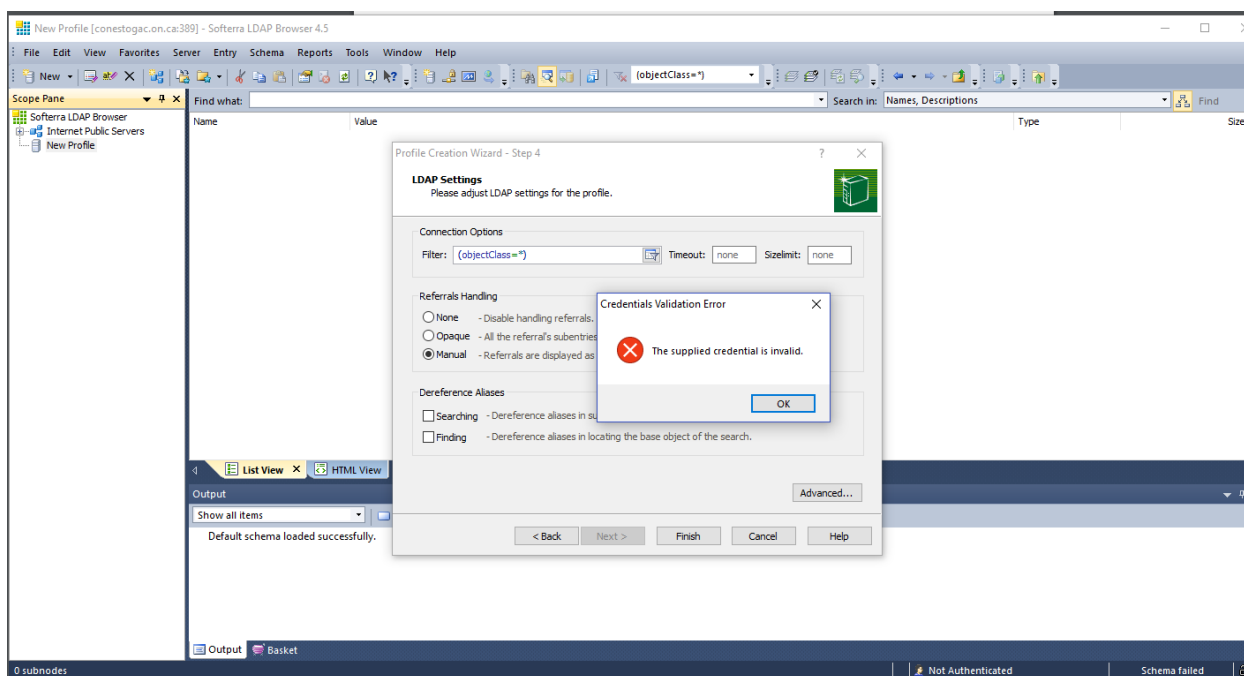 New Profile [conestogac.on.ca:389] - Softerra LDAP Browser 4.5
File Edit View Favorites Server Entry Schema Reports Tools Window Help
New (objectClass=*)
Scope Pane
Find what: Search in: Names, Descriptions Find
Softerra LDAP Browser
Internet Public Servers
New Profile
Name Value Type Size
Profile Creation Wizard - Step 4 ?
LDAP Settings
Please adjust LDAP settings for the profile.
Connection Options
Filter: (objectClass=*) Timeout: none Sizelimit: none
Referrals Handling
None - Disable handling referrals.
Opaque - All the referral's subentries
Manual - Referrals are displayed as
Credentials Validation Error
The supplied credential is invalid.
OK
Dereference Aliases
Searching - Dereference aliases in su
Finding - Dereference aliases in locating the base object of the search.
Advanced...
< Back Next > Finish Cancel Help
List View HTML View
Output
Show all items
Default schema loaded successfully.
Output Basket
0 subnodes Not Authenticated Schema failed